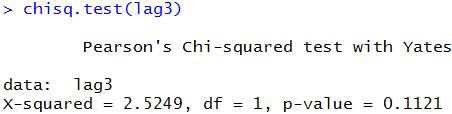 > chisq.test(lag3)
Pearson's Chi-squared test with Yates
data: lag3
X-squared = 2.5249, df = 1, p-value = 0.1121